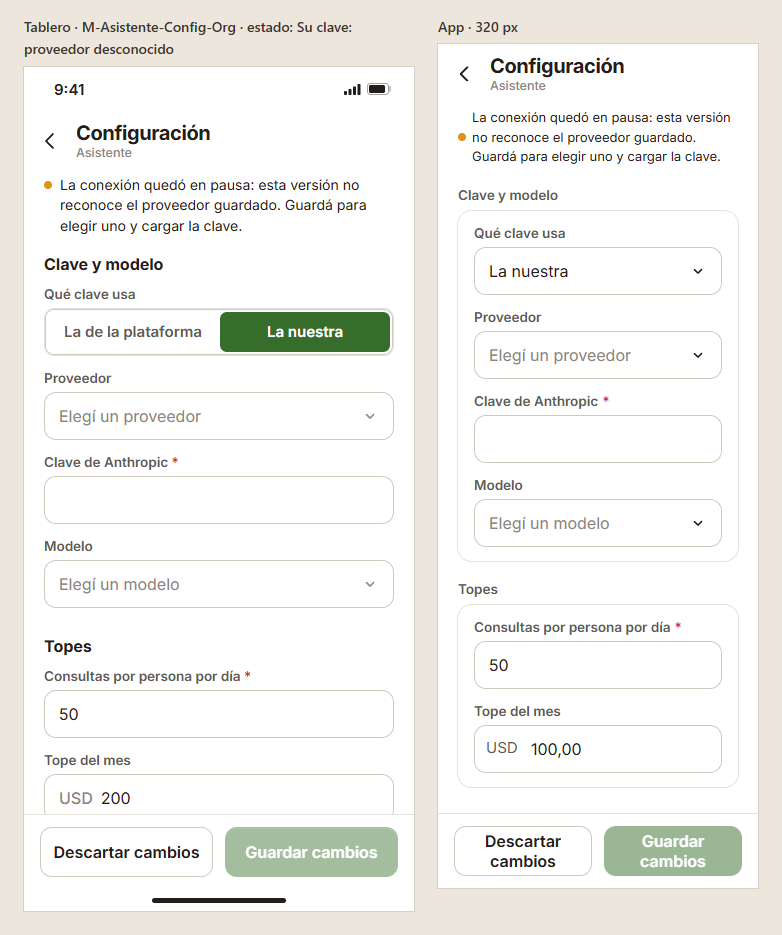 Tablero · M-Asistente-Config-Org · estado: Su clave:
proveedor desconocido
9:41
Configuración
Asistente
La conexión quedó en pausa: esta versión no
reconoce el proveedor guardado. Guardá para
elegir uno y cargar la clave.
Clave y modelo
Qué clave usa
La de la plataforma
La nuestra
Proveedor
Elegí un proveedor
Clave de Anthropic *
Modelo
Elegí un modelo
Topes
Consultas por persona por día *
50
Tope del mes
USD 200
Descartar cambios
Guardar cambios
App · 320 px
Configuración
Asistente
La conexión quedó en pausa: esta versión
no reconoce el proveedor guardado.
Guardá para elegir uno y cargar la clave.
Clave y modelo
Qué clave usa
La nuestra
Proveedor
Elegí un proveedor
Clave de Anthropic *
Modelo
Elegí un modelo
Topes
Consultas por persona por día *
50
Tope del mes
USD 100,00
Descartar
cambios
Guardar
cambios